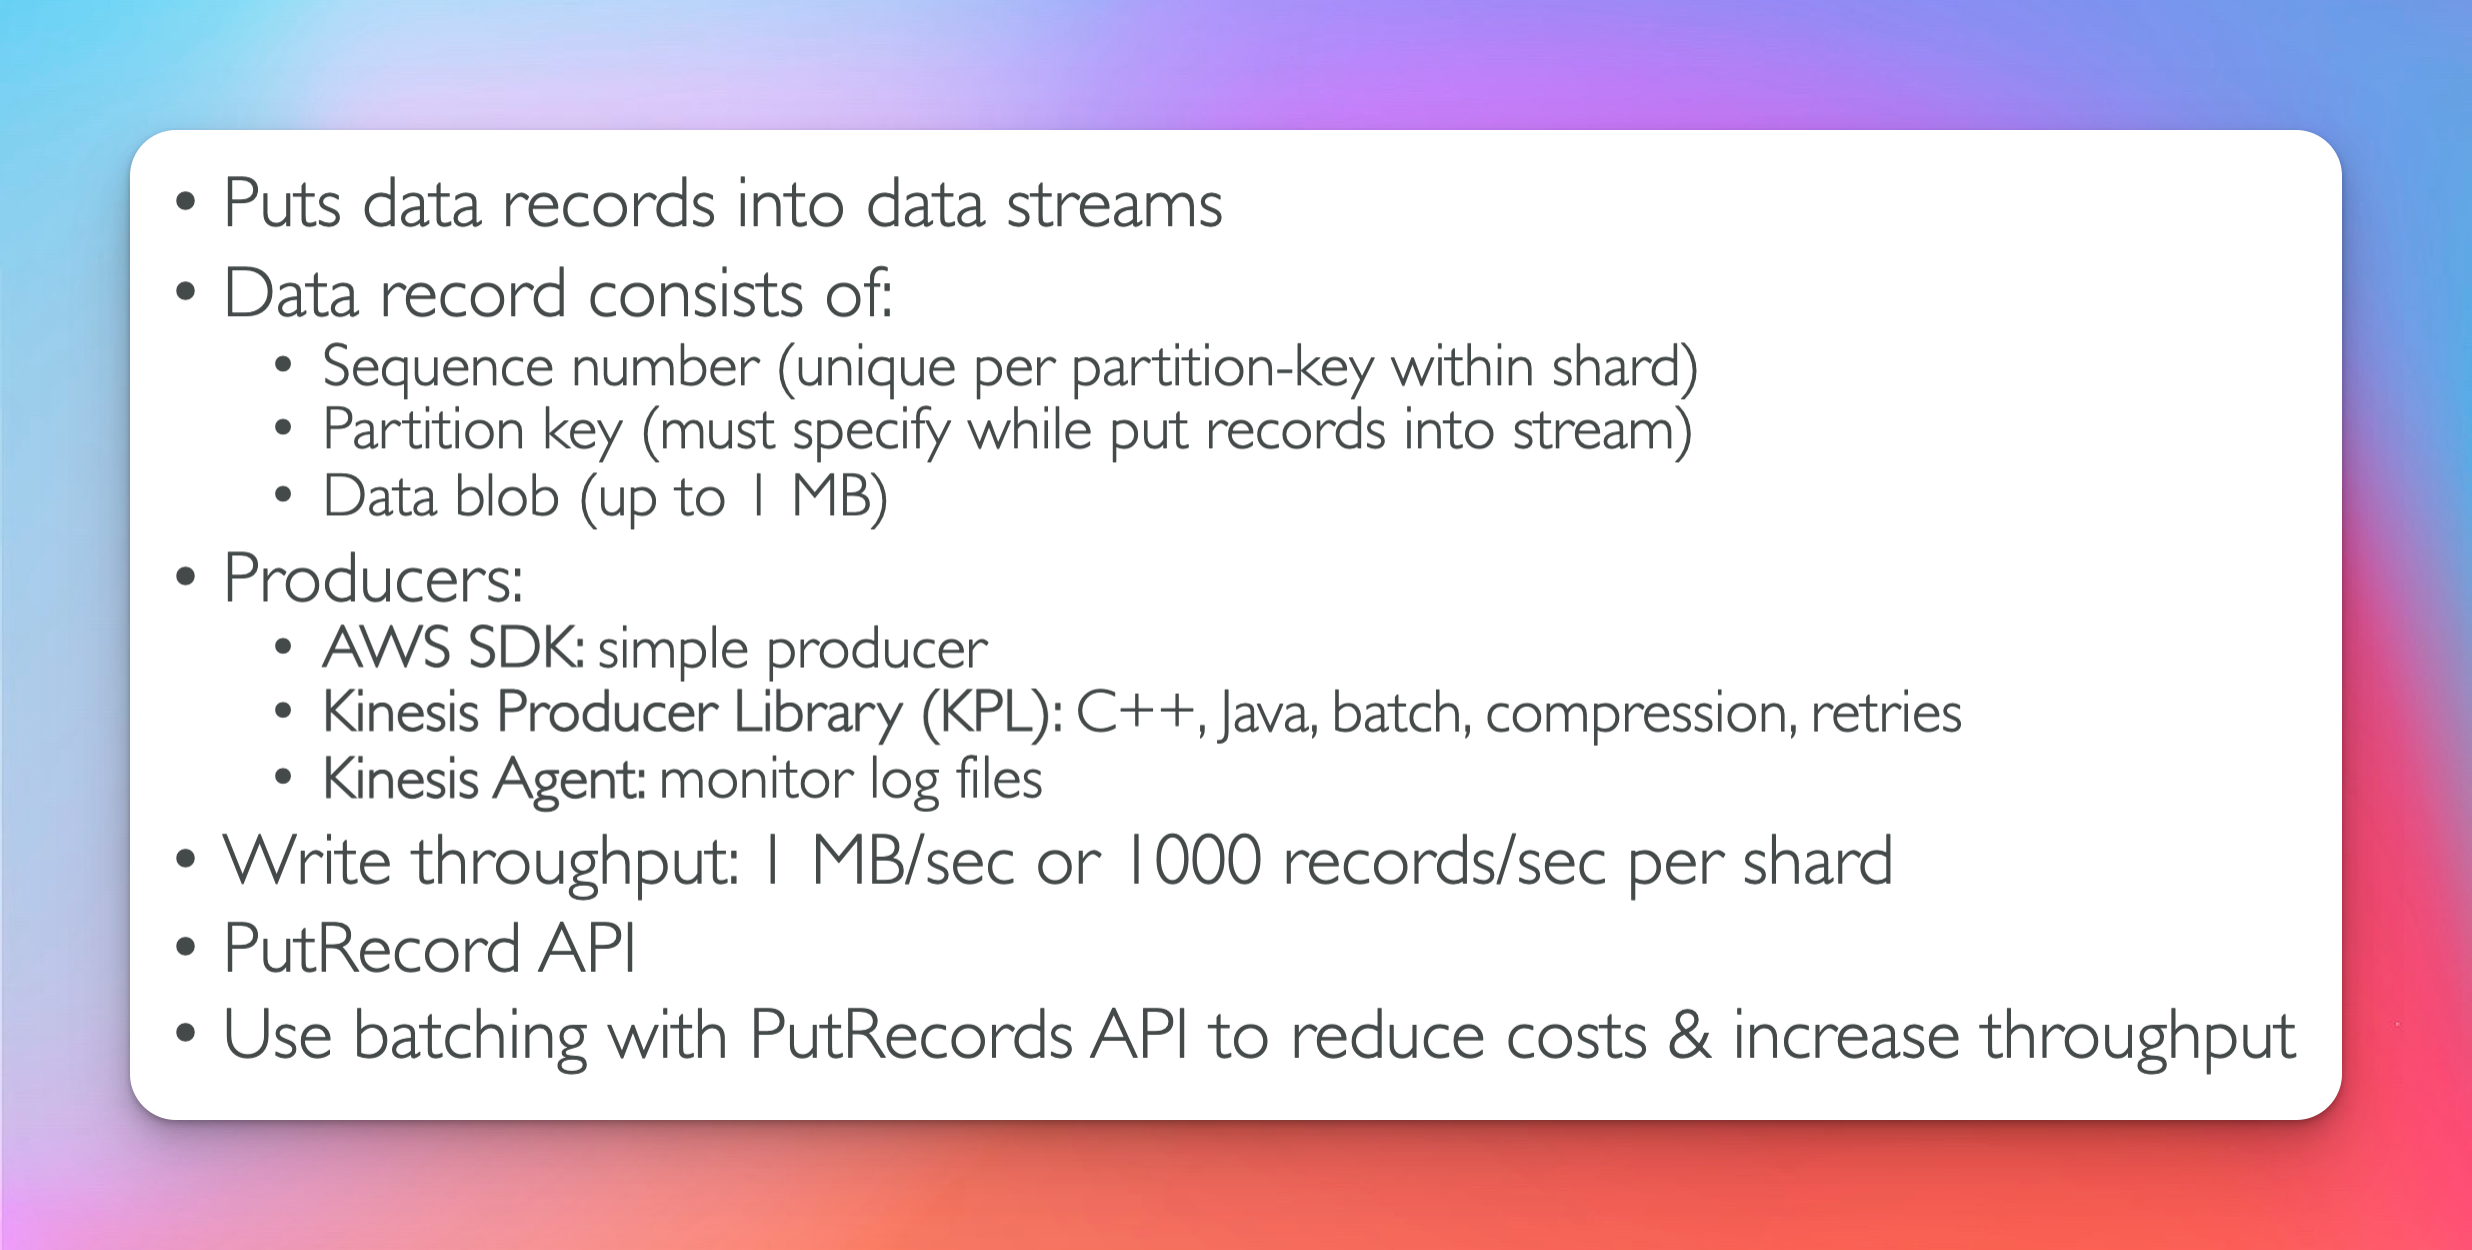 • Puts data records into data streams
• Data record consists of:
• Sequence number (unique per partition-key within shard)
• Partition key (must specify while put records into stream)
• Data blob (up to 1 MB)
• Producers:
• AWS SDK: simple producer
• Kinesis Producer Library (KPL): C++, Java, batch, compression, retries
• Kinesis Agent: monitor log files
• Write throughput: 1 MB/sec or 1000 records/sec per shard
• PutRecord API
• Use batching with PutRecords API to reduce costs & increase throughput